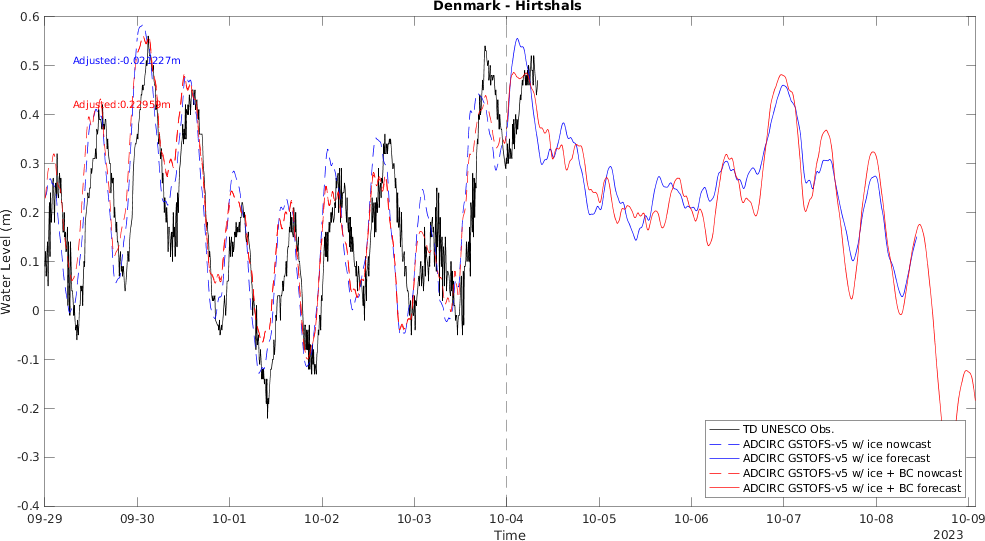 Denmark - Hirtshals
0.6
0.5
0.4
0.3
0.2
0.1
0
-0.1
-0.2
-0.3
-0.4
Water Level (m)
Adjusted:0.22959m
TD UNESCO Obs.
ADCIRC GSTOFS-v5 w/ ice nowcast
ADCIRC GSTOFS-v5 w/ ice forecast
ADCIRC GSTOFS-v5 w/ ice + BC nowcast
ADCIRC GSTOFS-v5 w/ ice + BC forecast
09-29 09-30 10-01 10-02 10-03 10-04 10-05 10-06 10-07 10-08 10-09
Time
2023